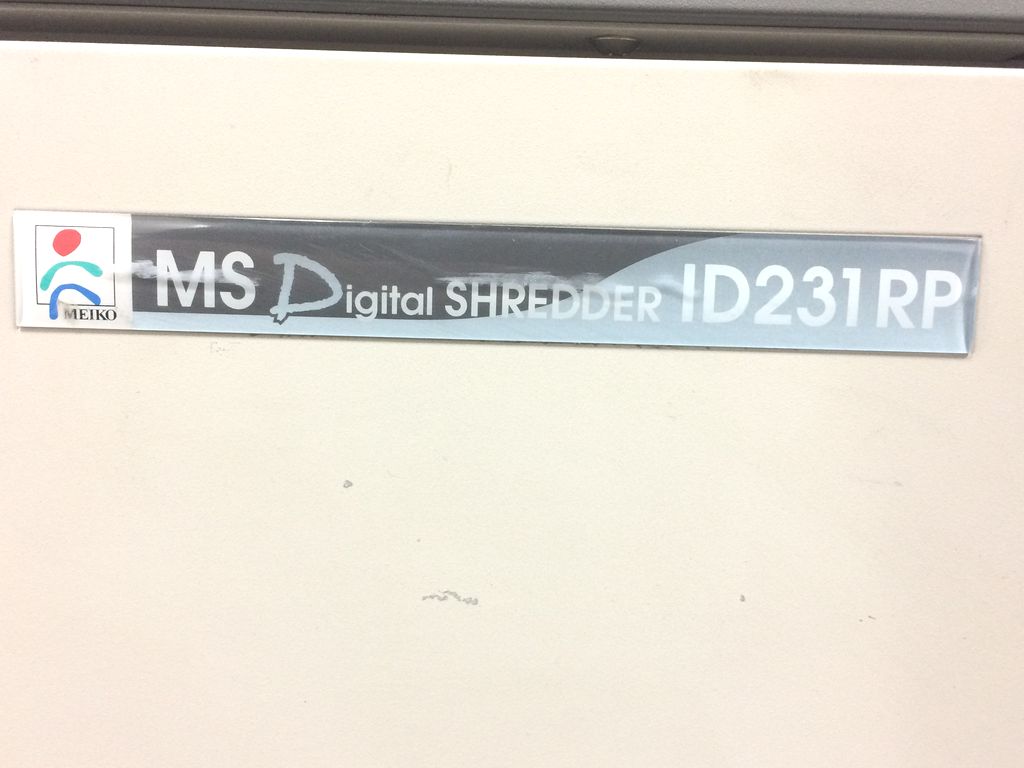 MEIKO
MS Digital SHREDDER ID231RP